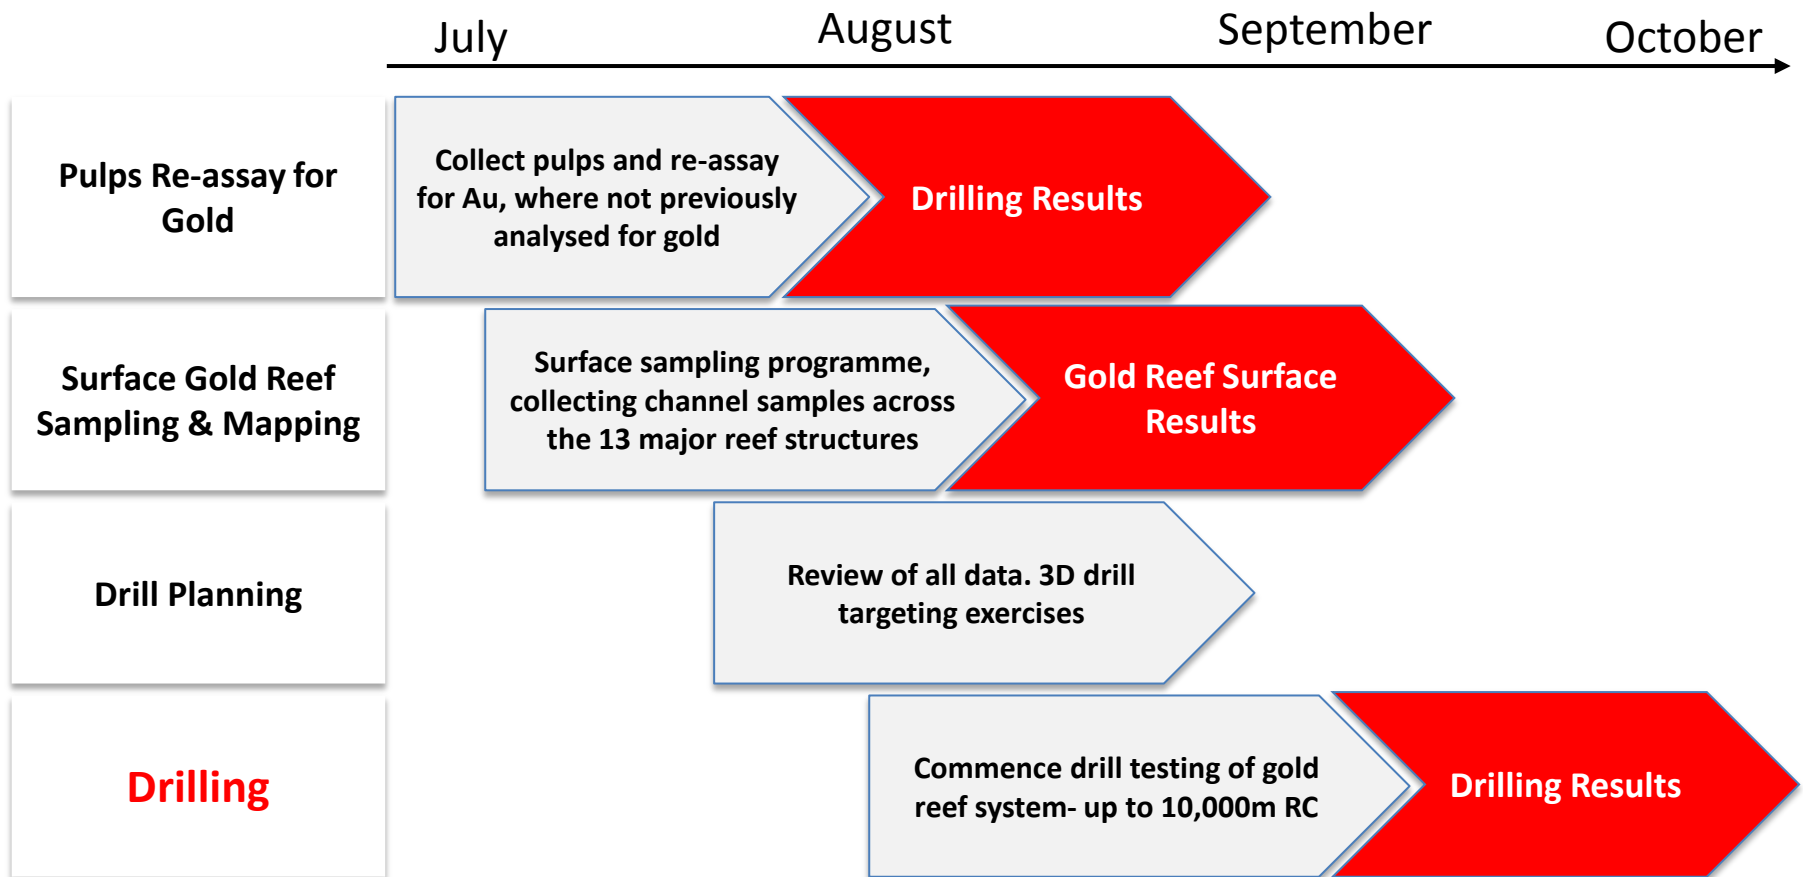 July
August
September
October
Pulps Re-assay for
Gold
Collect pulps and re-assay
for Au, where not previously
analysed for gold
Drilling Results
Surface Gold Reef
Sampling & Mapping
Surface sampling programme,
collecting channel samples across
the 13 major reef structures
Gold Reef Surface
Results
Drill Planning
Review of all data. 3D drill
targeting exercises
Drilling
Commence drill testing of gold
reef system- up to 10,000m RC
Drilling Results